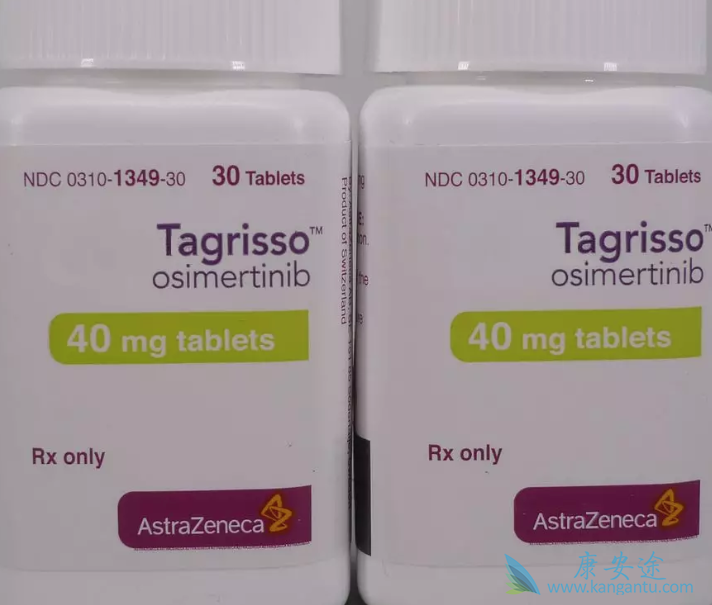 NDC 0310-1349-30 30 Tablets
Tagrisso™
osimertinib
40 mg tablets
Rx only
AstraZeneca
Product of Switzerland
NDC 0310-1349-30 30 Tablets
Tagrisso™
osimertinib
40 mg tablets
Rx only
AstraZeneca
康安途
www.kangantu.com